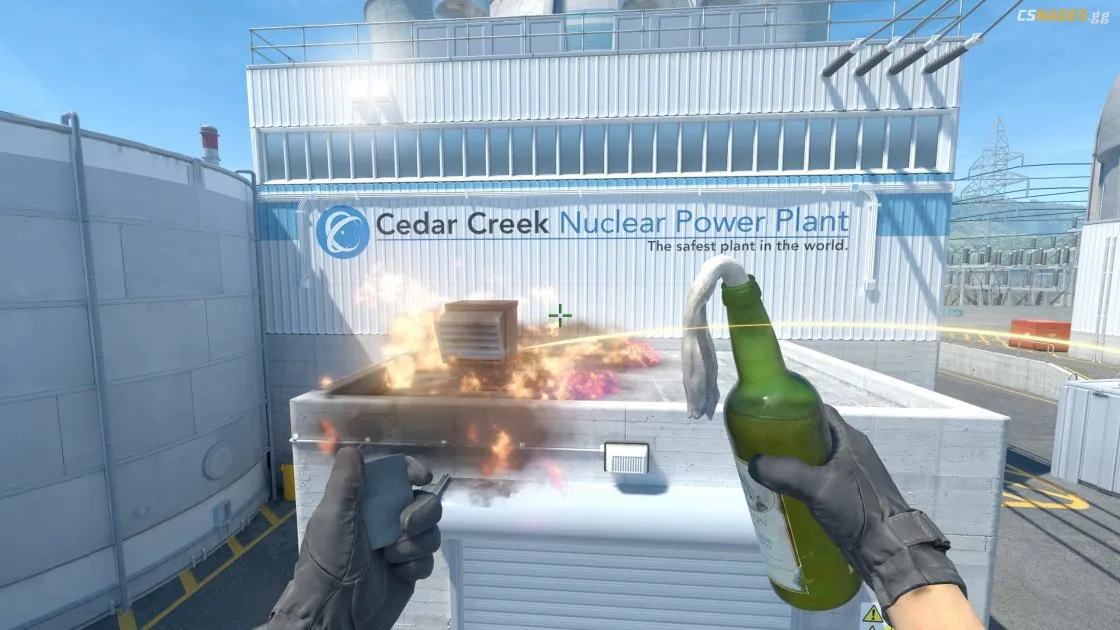 CSNADES.gg
Cedar Creek Nuclear Power Plant
The safest plant in the world.